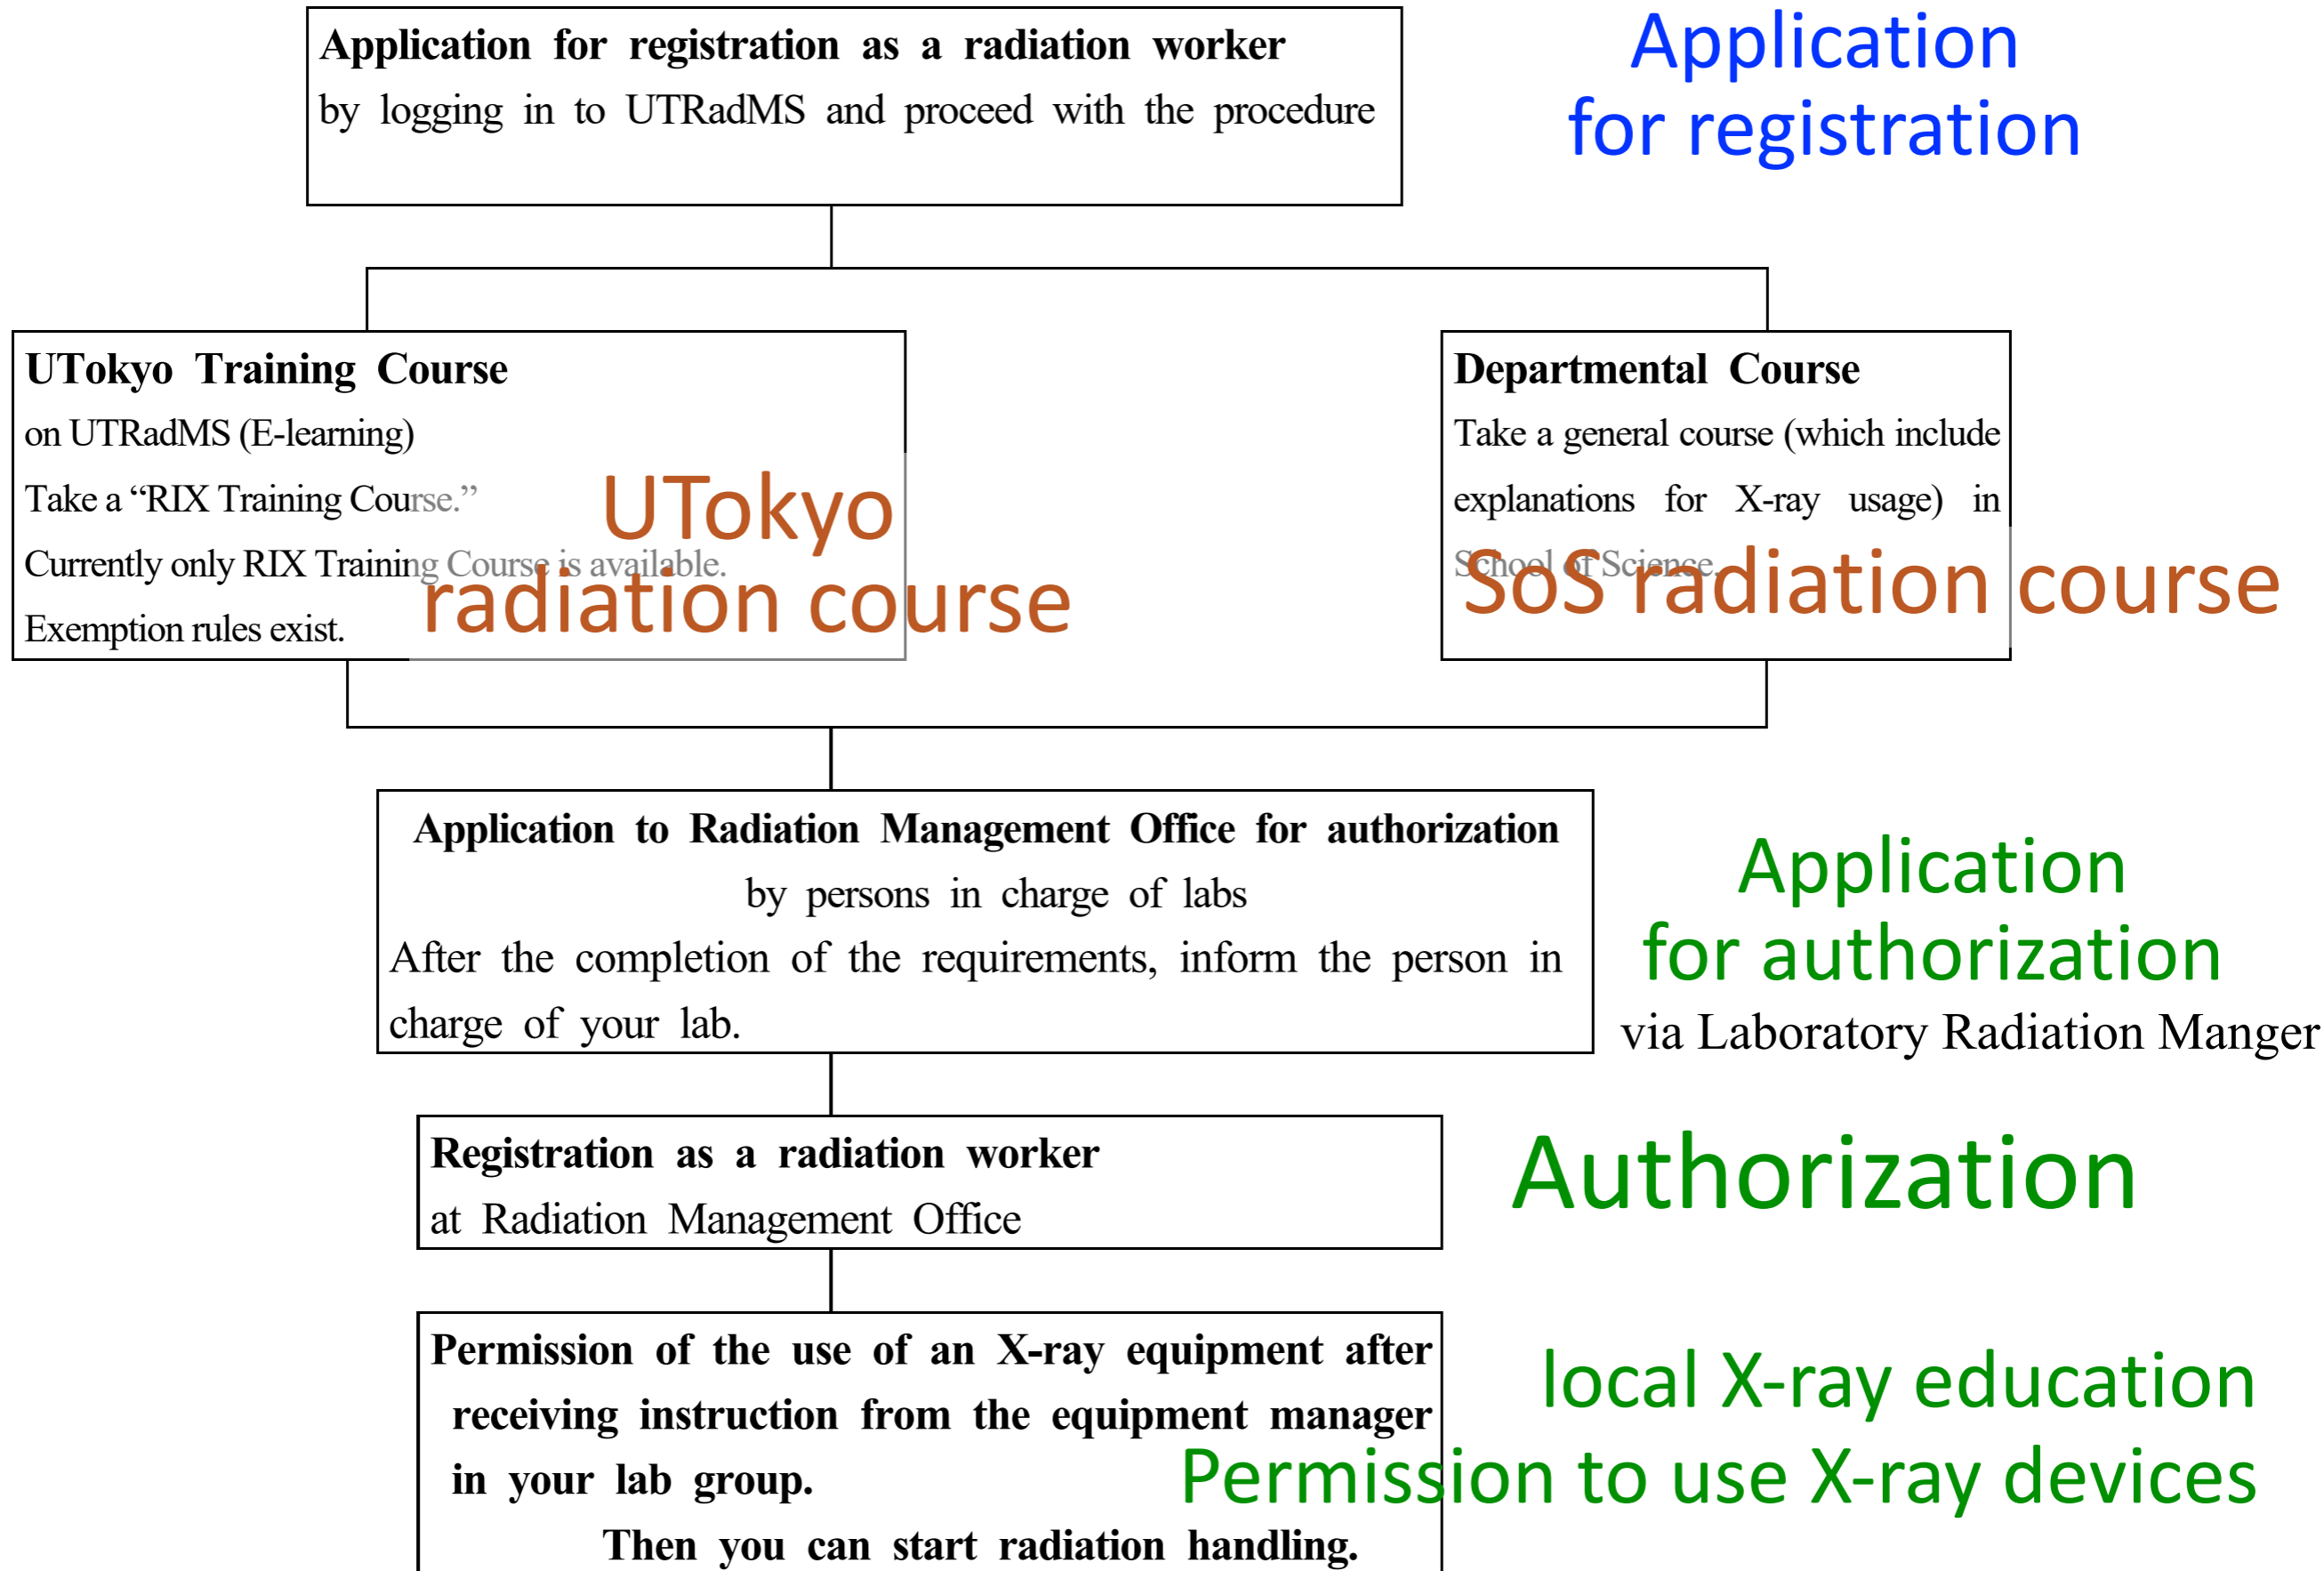 Application for registration as a radiation worker
by logging in to UTRadMS and proceed with the procedure
Application
for registration
UTokyo Training Course
on UTRadMS (E-learning)
Take a “RIX Training Course.”
Currently only RIX Training Course is available.
Exemption rules exist.
UTokyo
radiation course
Departmental Course
Take a general course (which include
explanations for X-ray usage) in
School of Science.
SoS radiation course
Application to Radiation Management Office for authorization
by persons in charge of labs
After the completion of the requirements, inform the person in
charge of your lab.
Application
for authorization
via Laboratory Radiation Manger
Registration as a radiation worker
at Radiation Management Office
Authorization
Permission of the use of an X-ray equipment after
receiving instruction from the equipment manager
in your lab group.
Then you can start radiation handling.
local X-ray education
Permission to use X-ray devices